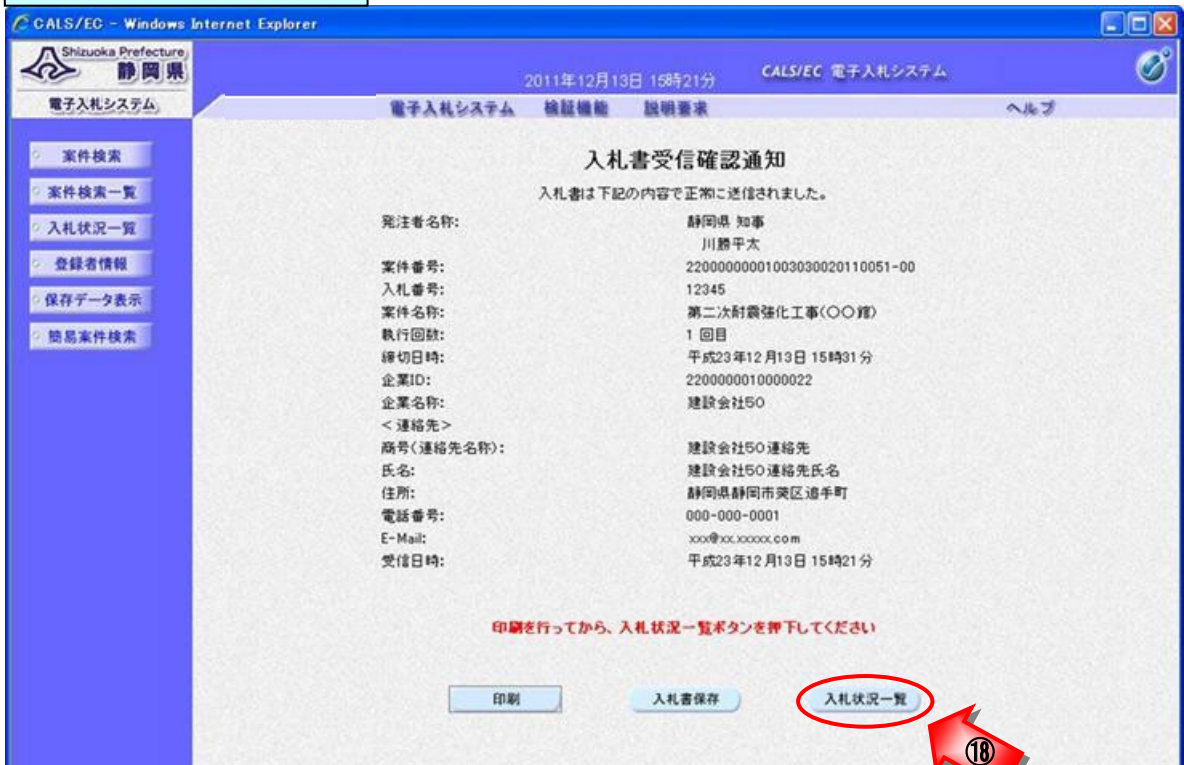 CALS/EC - Windows Internet Explorer
Shizuoka Prefecture
静岡県
2011年12月13日 15時21分
CALS/EC 電子入札システム
電子入札システム
電子入札システム 検証機能 説明要求 ヘルプ
案件検索
案件検索一覧
入札状況一覧
登録者情報
保存データ表示
簡易案件検索
入札書受信確認通知
入札書は下記の内容で正常に送信されました。
発注者名称: 静岡県 知事
川勝平太
案件番号: 22000000001003030020110051-00
入札番号: 12345
案件名称: 第二次耐震強化工事(〇〇館)
執行回数: 1 回目
締切日時: 平成23年12月13日 15時31分
企業ID: 2200000010000022
企業名称: 建設会社50
<連絡先>
商号(連絡先名称): 建設会社50連絡先
氏名: 建設会社50連絡先氏名
住所: 静岡県静岡市葵区追手町
電話番号: 000-000-0001
E-Mail: xxx@xx.xxxxx.com
受信日時: 平成23年12月13日 15時21分
印刷を行ってから、入札状況一覧ボタンを押下してください
印刷 入札書保存 入札状況一覧
⑱